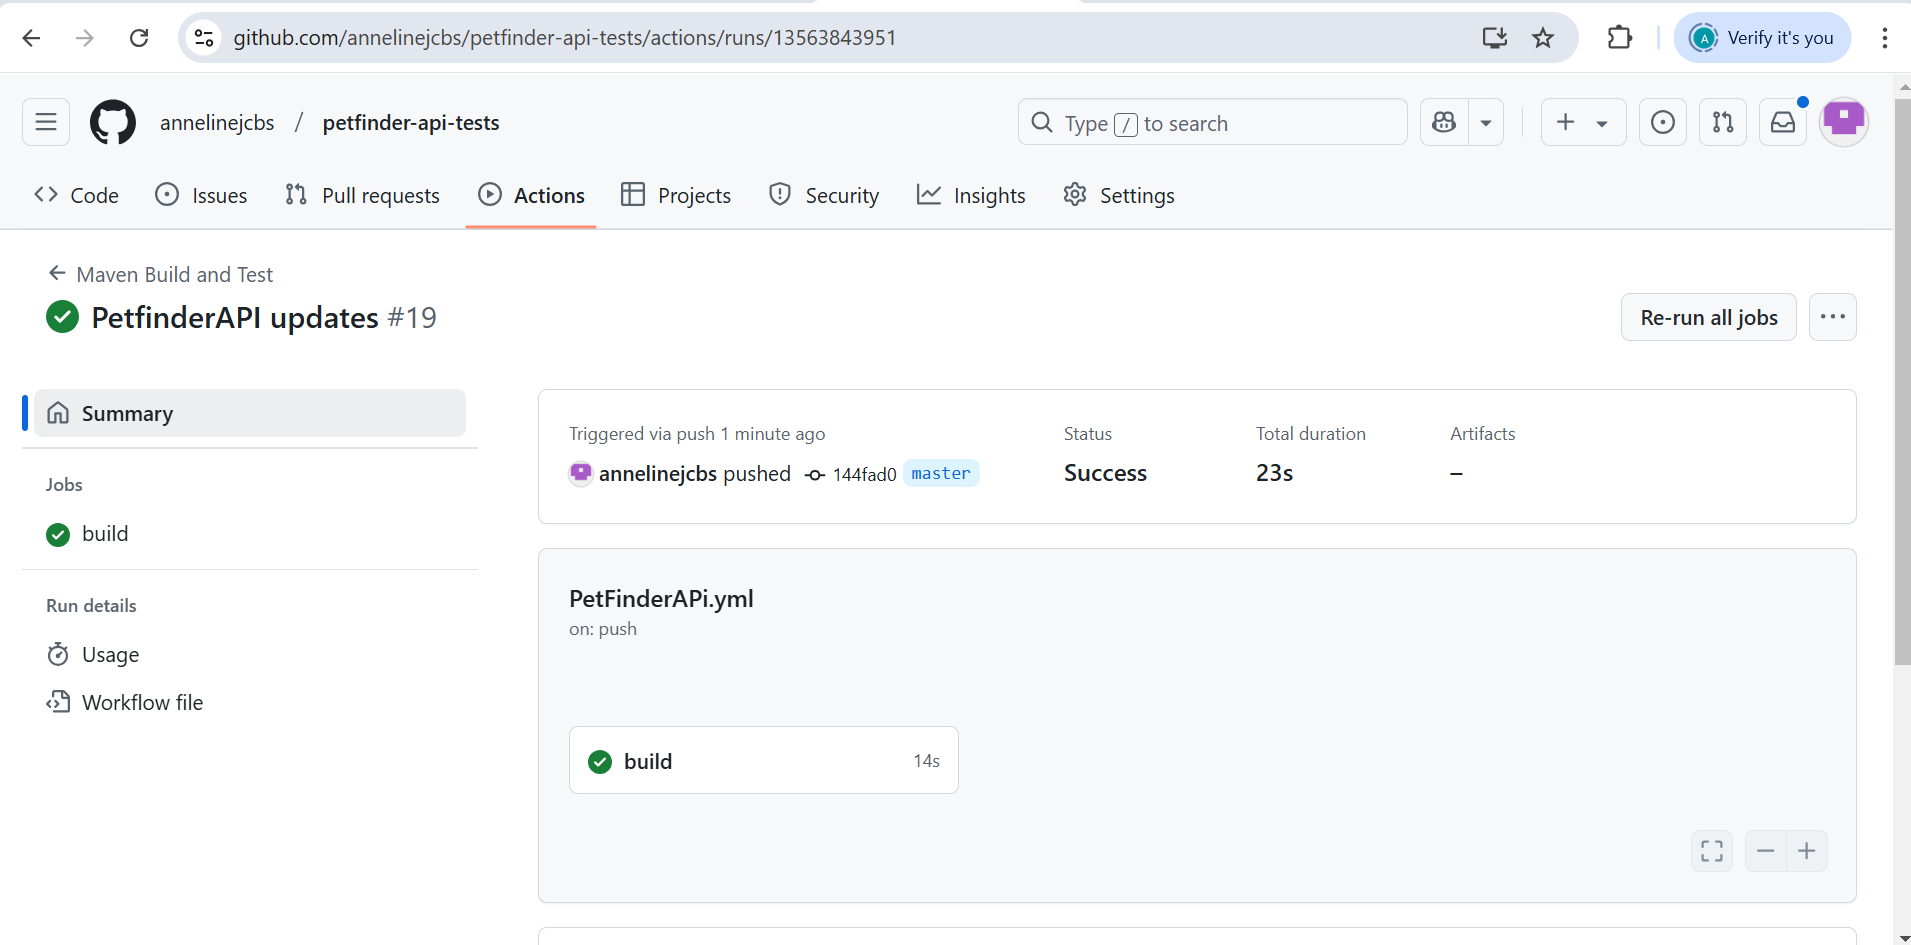 github.com/annelinejcbs/petfinder-api-tests/actions/runs/13563843951
A Verify it's you
annelinejcbs / petfinder-api-tests
Type / to search
Code Issues Pull requests Actions Projects Security Insights Settings
Maven Build and Test
PetfinderAPI updates #19
Re-run all jobs
Summary
Jobs
build
Run details
Usage
Workflow file
Triggered via push 1 minute ago
annelinejcbs pushed 144fad0 master
Status
Success
Total duration
23s
Artifacts
–
PetFinderAPi.yml
on: push
build 14s